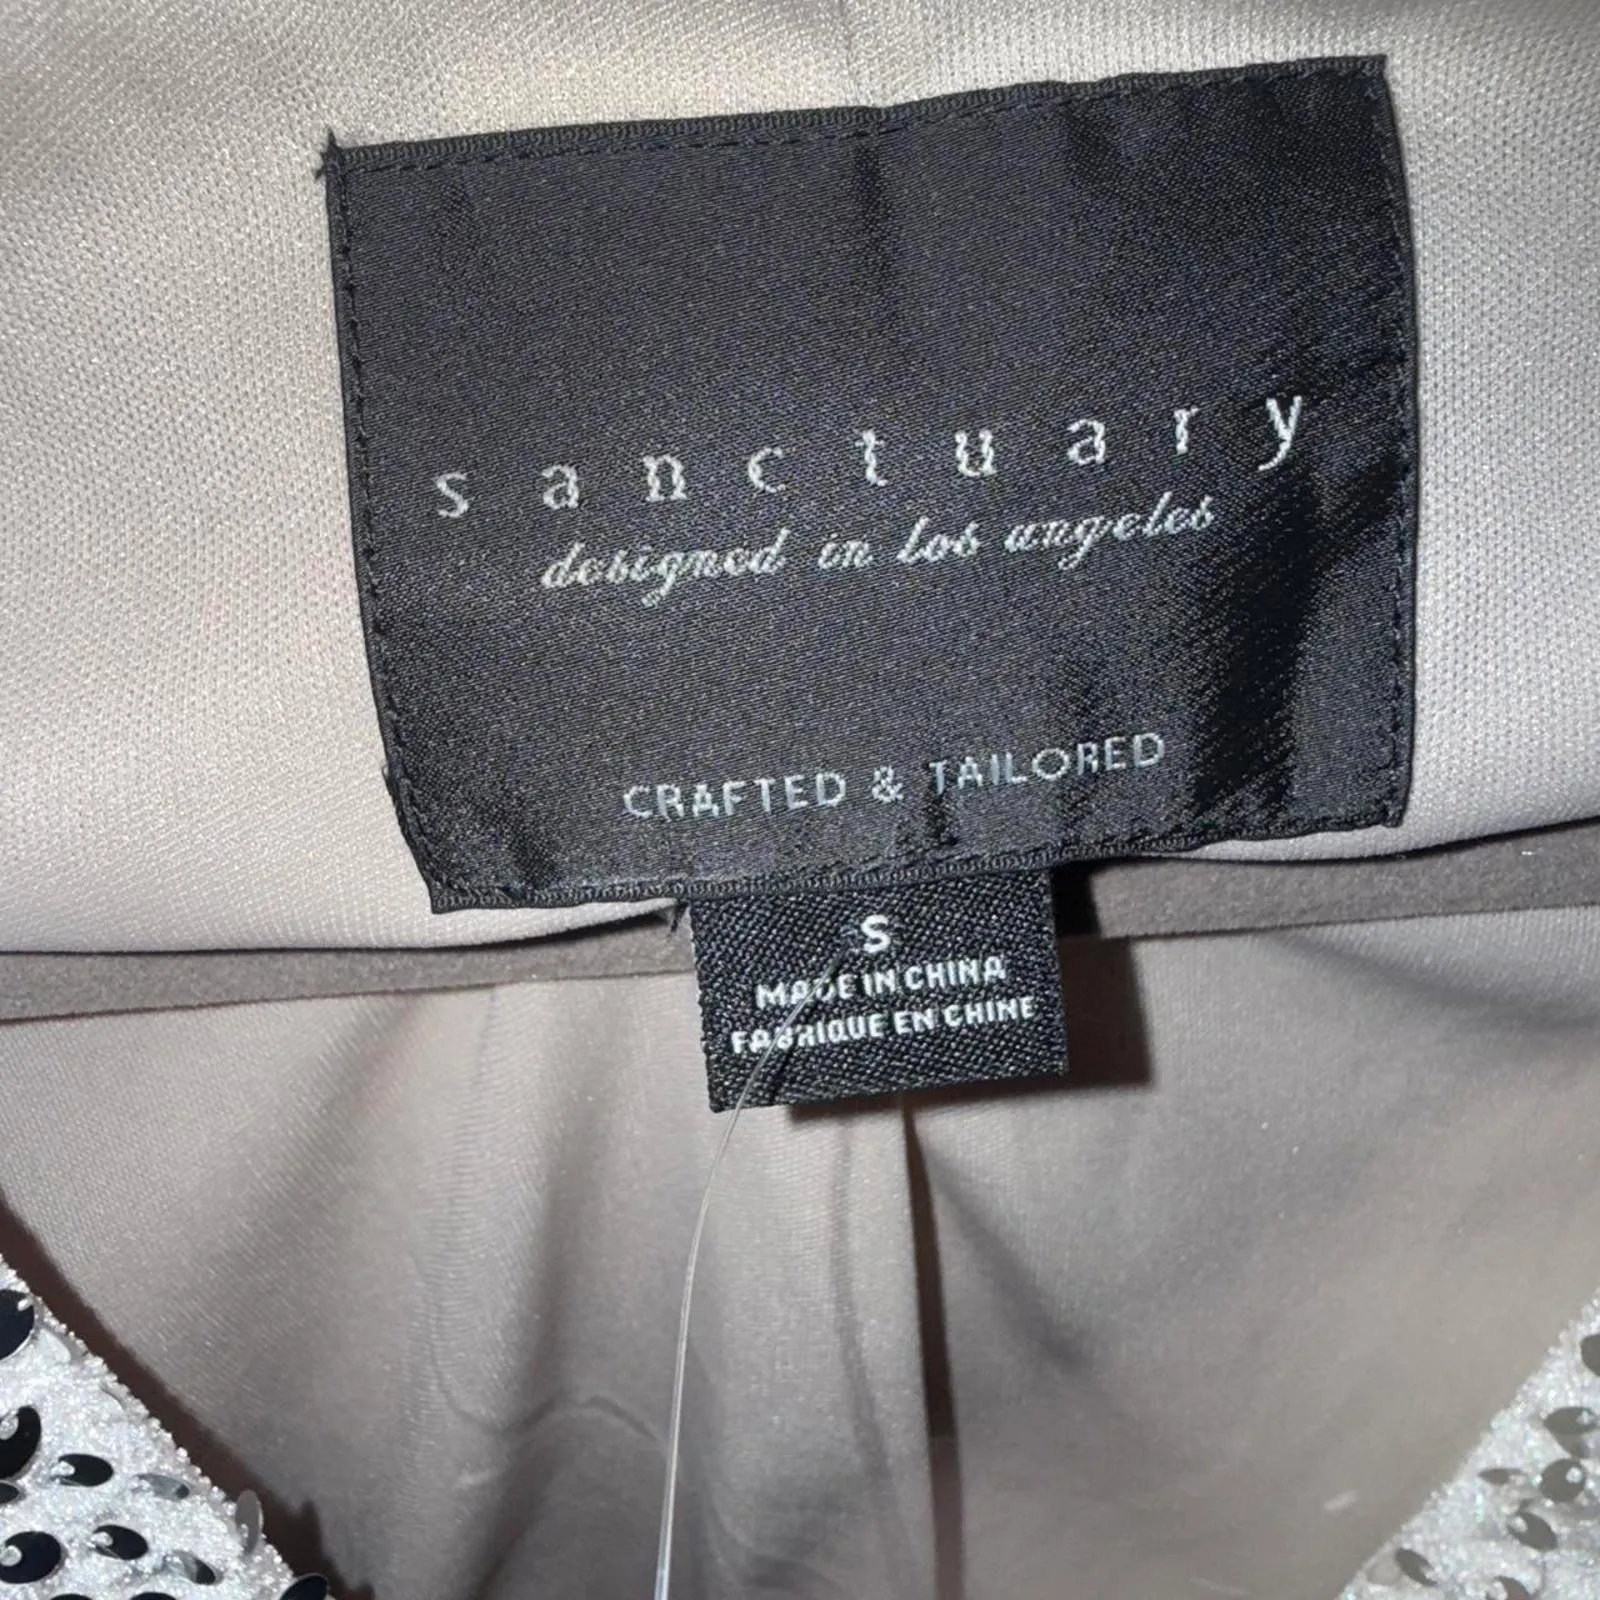 sanctuary
designed in los angeles
CRAFTED & TAILORED
S
MADE IN CHINA
FABRIQUE EN CHINE